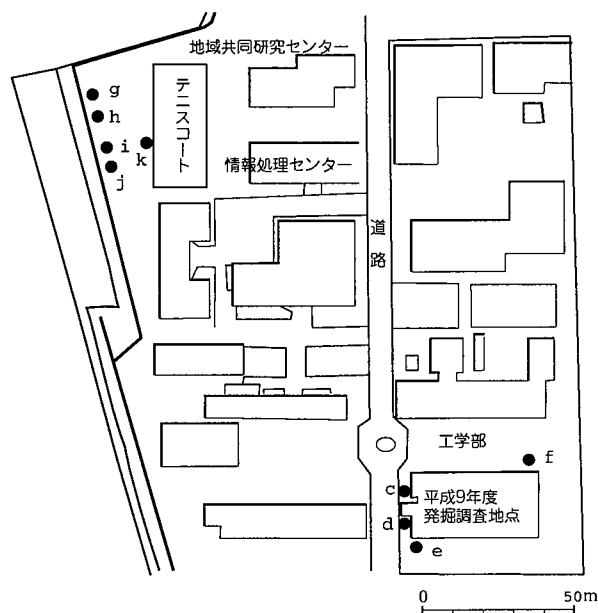 地域共同研究センター
テニスコート
g
h
i
j
k
情報処理センター
道路
工学部
f
c
平成9年度
発掘調査地点
d
e
0 50m